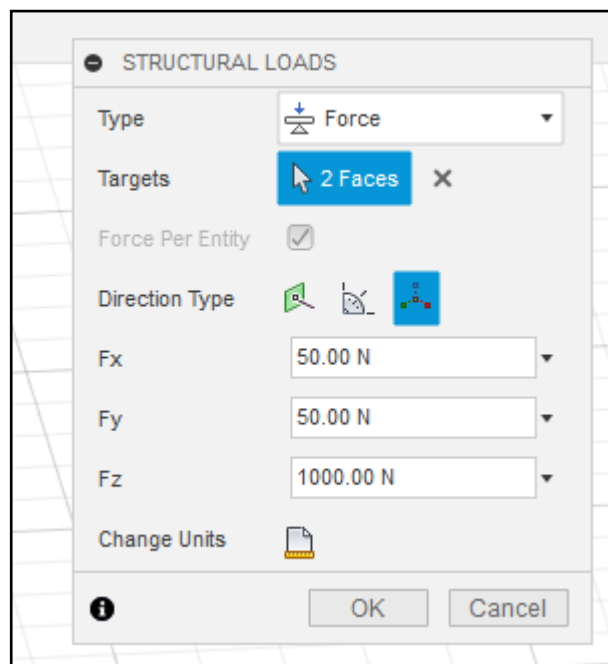 STRUCTURAL LOADS
Type Force
Targets 2 Faces
Force Per Entity
Direction Type
Fx 50.00 N
Fy 50.00 N
Fz 1000.00 N
Change Units
OK Cancel